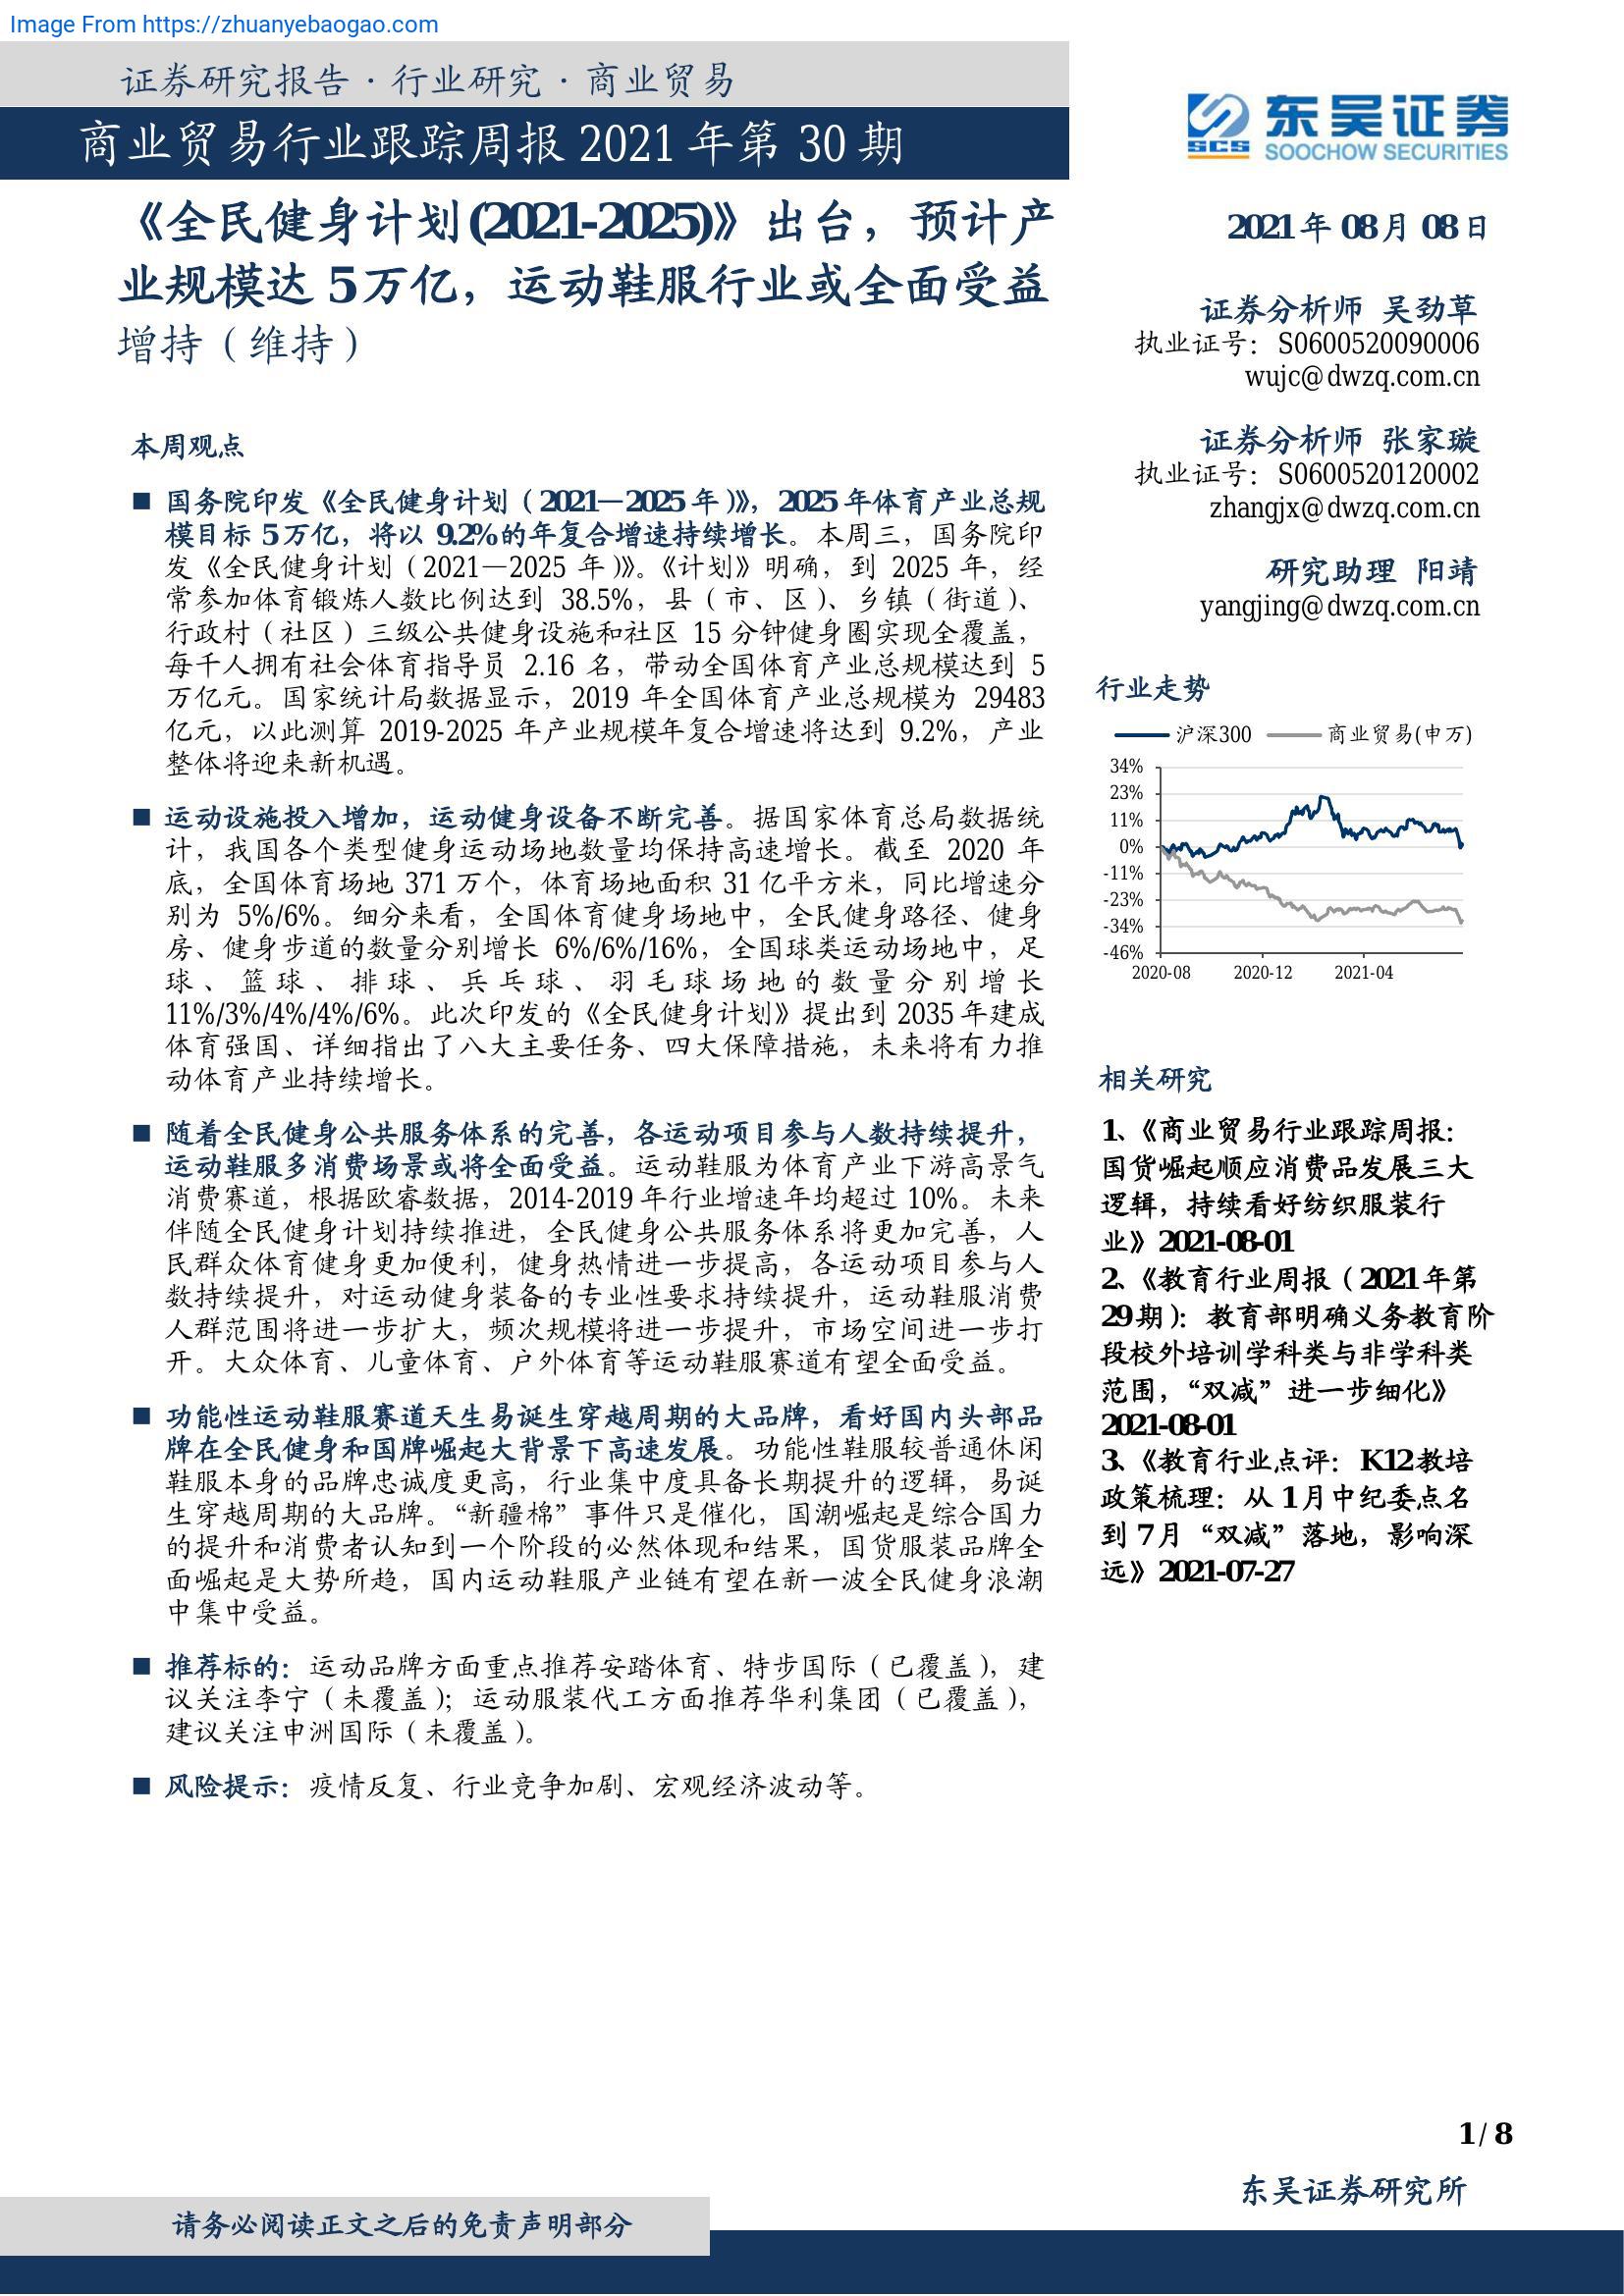 Image From https://zhuanyebaogao.com
证券研究报告·行业研究·商业贸易
商业贸易行业跟踪周报 2021 年第 30 期
《全民健身计划(2021-2025)》出台，预计产
业规模达 5 万亿，运动鞋服行业或全面受益
增持（维持）
本周观点
■ 国务院印发《全民健身计划（2021—2025 年）》，2025 年体育产业总规
模目标 5 万亿，将以 9.2%的年复合增速持续增长。本周三，国务院印
发《全民健身计划（2021—2025 年）》。《计划》明确，到 2025 年，经
常参加体育锻炼人数比例达到 38.5%，县（市、区）、乡镇（街道）、
行政村（社区）三级公共健身设施和社区 15 分钟健身圈实现全覆盖，
每千人拥有社会体育指导员 2.16 名，带动全国体育产业总规模达到 5
万亿元。国家统计局数据显示，2019 年全国体育产业总规模为 29483
亿元，以此测算 2019-2025 年产业规模年复合增速将达到 9.2%，产业
整体将迎来新机遇。
■ 运动设施投入增加，运动健身设备不断完善。据国家体育总局数据统
计，我国各个类型健身运动场地数量均保持高速增长。截至 2020 年
底，全国体育场地 371 万个，体育场地面积 31 亿平方米，同比增速分
别为 5%/6%。细分来看，全国体育健身场地中，全民健身路径、健身
房、健身步道的数量分别增长 6%/6%/16%，全国球类运动场地中，足
球、篮球、排球、乒乓球、羽毛球场地的数量分别增长
11%/3%/4%/4%/6%。此次印发的《全民健身计划》提出到 2035 年建成
体育强国、详细指出了八大主要任务、四大保障措施，未来将有力推
动体育产业持续增长。
■ 随着全民健身公共服务体系的完善，各运动项目参与人数持续提升，
运动鞋服多消费场景或将全面受益。运动鞋服为体育产业下游高景气
消费赛道，根据欧睿数据，2014-2019 年行业增速年均超过 10%。未来
伴随全民健身计划持续推进，全民健身公共服务体系将更加完善，人
民群众体育健身更加便利，健身热情进一步提高，各运动项目参与人
数持续提升，对运动健身装备的专业性要求持续提升，运动鞋服消费
人群范围将进一步扩大，频次规模将进一步提升，市场空间进一步打
开。大众体育、儿童体育、户外体育等运动鞋服赛道有望全面受益。
■ 功能性运动鞋服赛道天生易诞生穿越周期的大品牌，看好国内头部品
牌在全民健身和国牌崛起大背景下高速发展。功能性鞋服较普通休闲
鞋服本身的品牌忠诚度更高，行业集中度具备长期提升的逻辑，易诞
生穿越周期的大品牌。“新疆棉”事件只是催化，国潮崛起是综合国力
的提升和消费者认知到一个阶段的必然体现和结果，国货服装品牌全
面崛起是大势所趋，国内运动鞋服产业链有望在新一波全民健身浪潮
中集中受益。
■ 推荐标的：运动品牌方面重点推荐安踏体育、特步国际（已覆盖），建
议关注李宁（未覆盖）；运动服装代工方面推荐华利集团（已覆盖），
建议关注申洲国际（未覆盖）。
■ 风险提示：疫情反复、行业竞争加剧、宏观经济波动等。
SCS 东吴证券
SOOCHOW SECURITIES
2021 年 08 月 08 日
证券分析师 吴劲草
执业证号：S0600520090006
wujc@dwzq.com.cn
证券分析师 张家璇
执业证号：S0600520120002
zhangjx@dwzq.com.cn
研究助理 阳靖
yangjing@dwzq.com.cn
行业走势
沪深300 商业贸易(申万)
34%
23%
11%
0%
-11%
-23%
-34%
-46%
2020-08 2020-12 2021-04
相关研究
1、《商业贸易行业跟踪周报：
国货崛起顺应消费品发展三大
逻辑，持续看好纺织服装行
业》2021-08-01
2、《教育行业周报（2021 年第
29 期）：教育部明确义务教育阶
段校外培训学科类与非学科类
范围，“双减”进一步细化》
2021-08-01
3、《教育行业点评：K12 教培
政策梳理：从 1 月中纪委点名
到 7 月“双减”落地，影响深
远》2021-07-27
1 / 8
东吴证券研究所
请务必阅读正文之后的免责声明部分